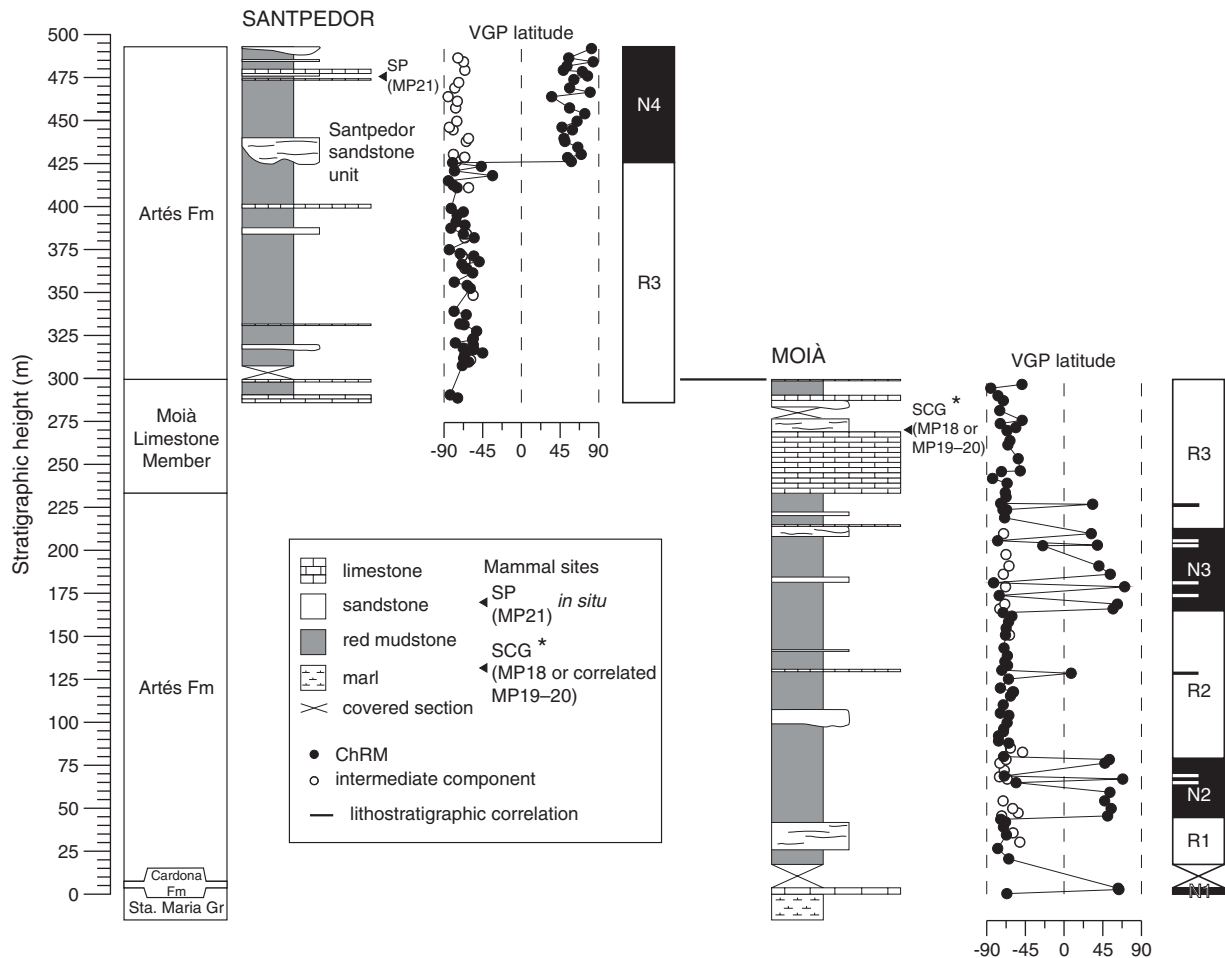 SANTPEDOR
VGP latitude
500
475
450
425
400
375
350
325
300
275
250
225
200
175
150
125
100
75
50
25
0
Stratigraphic height (m)
Artés Fm
Moià
Limestone
Member
Artés Fm
Cardona
Fm
Sta. Maria Gr
SP
(MP21)
Santpedor
sandstone
unit
N4
R3
-90 -45 0 45 90
MOIÀ
VGP latitude
SCG *
(MP18 or
MP19–20)
R3
N3
R2
N2
R1
N1
-90 -45 0 45 90
limestone
sandstone
red mudstone
marl
covered section
Mammal sites
SP
(MP21)
in situ
SCG *
(MP18 or correlated
MP19–20)
ChRM
intermediate component
lithostratigraphic correlation